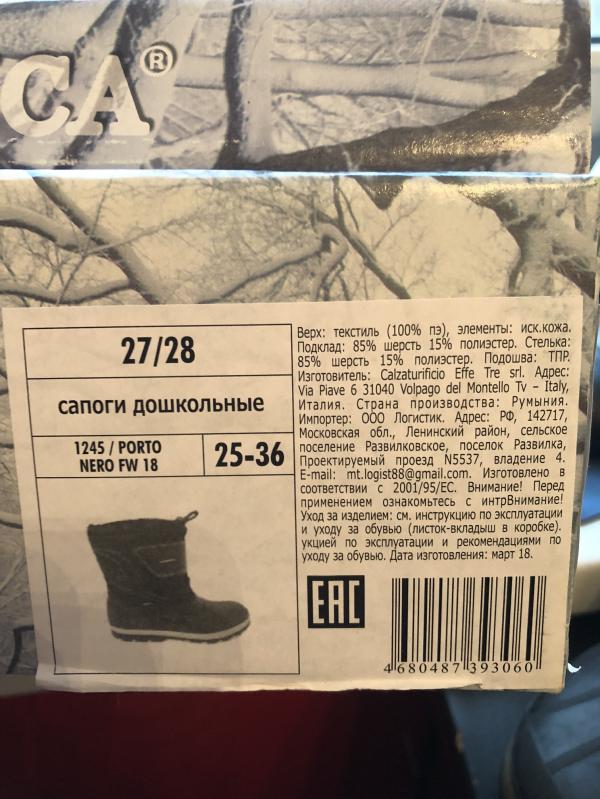 CA®
27/28
сапоги дошкольные
1245 / PORTO
NERO FW 18
25-36
Верх: текстиль (100% пэ), элементы: иск.кожа.
Подклад: 85% шерсть 15% полиэстер. Стелька:
85% шерсть 15% полиэстер. Подошва: ТПР.
Изготовитель: Calzaturificio Effe Tre srl. Адрес:
Via Piave 6 31040 Volpago del Montello Tv – Italy,
Италия. Страна производства: Румыния.
Импортер: ООО Логистик. Адрес: РФ, 142717,
Московская обл., Ленинский район, сельское
поселение Развилковское, поселок Развилка,
Проектируемый проезд N5537, владение 4.
E-mail: mt.logist88@gmail.com. Изготовлено в
соответствии с 2001/95/EC. Внимание! Перед
применением ознакомьтесь с интрВнимание!
Уход за изделием: см. инструкцию по эксплуатации
и уходу за обувью (листок-вкладыш в коробке).
укцией по эксплуатации и рекомендациями по
уходу за обувью. Дата изготовления: март 18.
EAC
4 680487 393060